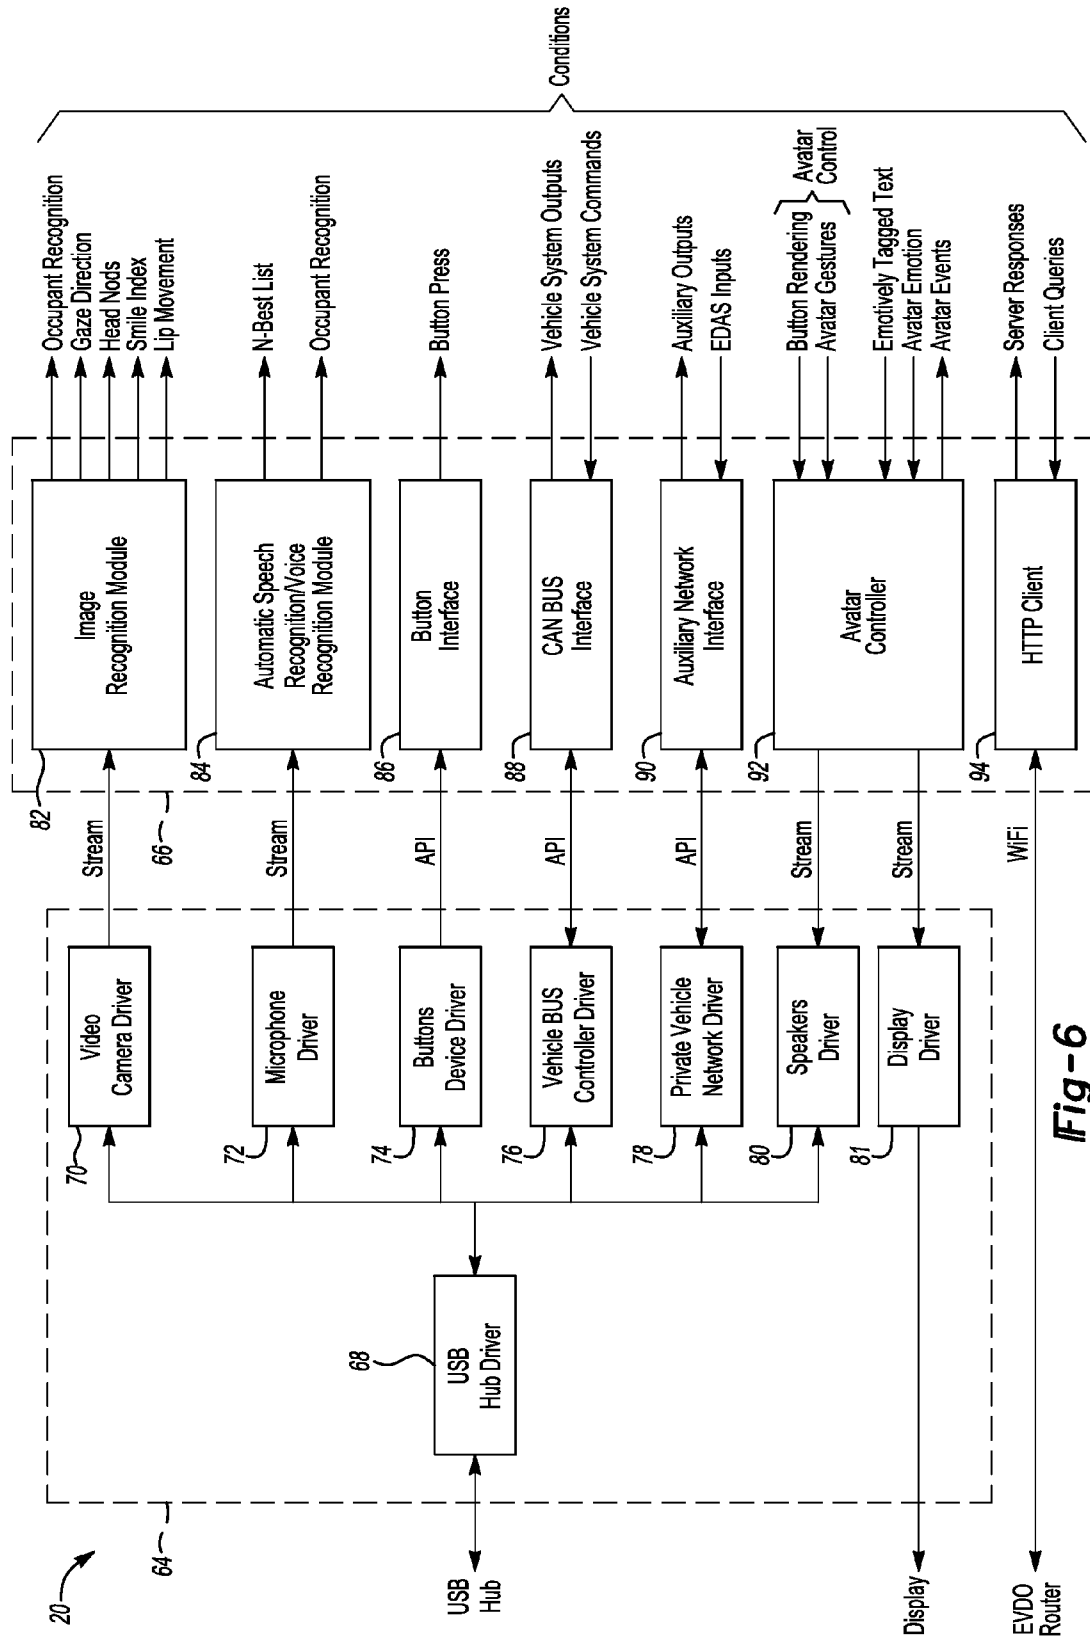 20
64
USB
Hub
Display
EVDO
Router
68
USB
Hub Driver
70
Video
Camera Driver
72
Microphone
Driver
74
Buttons
Device Driver
76
Vehicle BUS
Controller Driver
78
Private Vehicle
Network Driver
80
Speakers
Driver
81
Display
Driver
Stream
Stream
API
API
API
Stream
Stream
WiFi
66
82
Image
Recognition Module
84
Automatic Speech
Recognition/Voice
Recognition Module
86
Button
Interface
88
CAN BUS
Interface
90
Auxiliary Network
Interface
92
Avatar
Controller
94
HTTP Client
Occupant Recognition
Gaze Direction
Head Nods
Smile Index
Lip Movement
N-Best List
Occupant Recognition
Button Press
Vehicle System Outputs
Vehicle System Commands
Auxiliary Outputs
EDAS Inputs
Button Rendering
Avatar Gestures
Avatar
Control
Emotively Tagged Text
Avatar Emotion
Avatar Events
Server Responses
Client Queries
Conditions
Fig-6